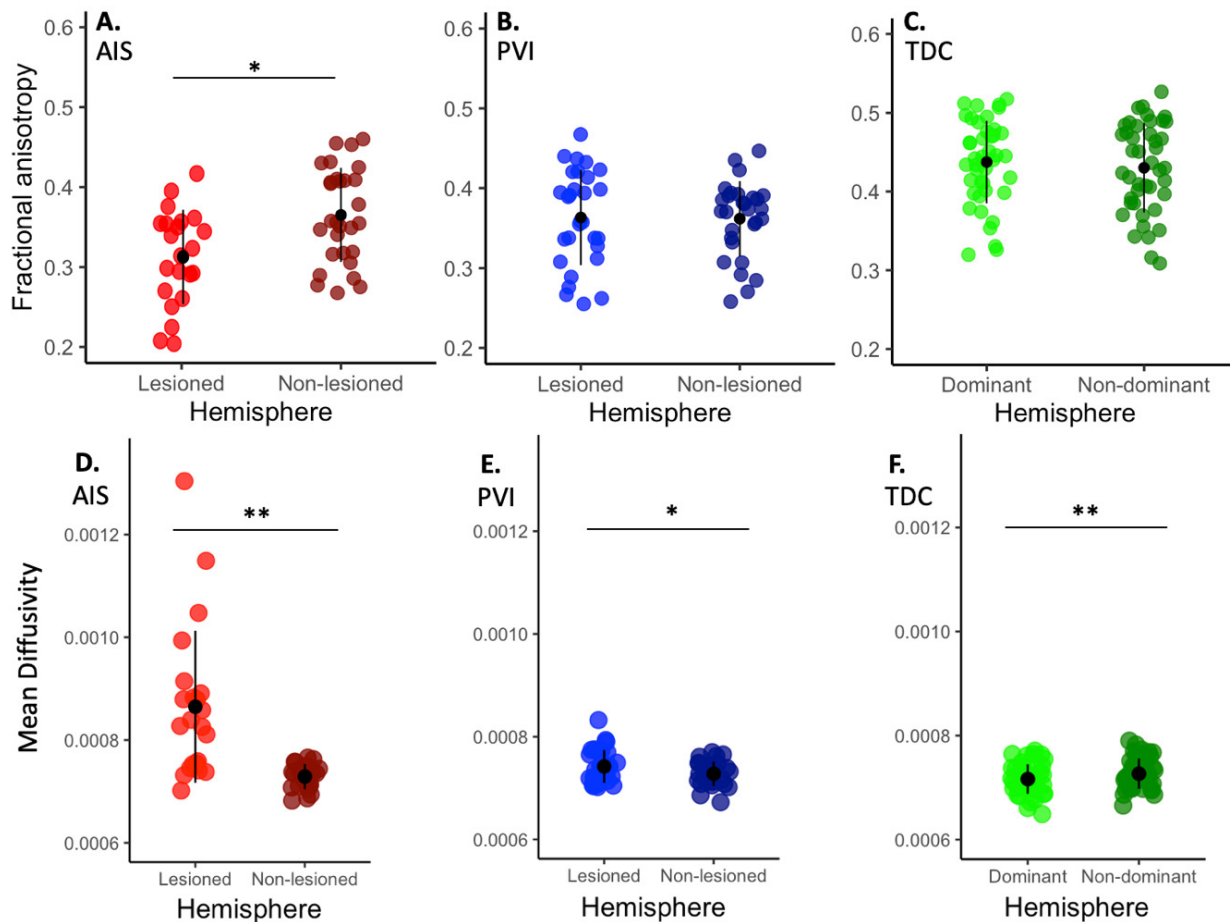 A.
AIS
*
Fractional anisotropy
0.6
0.5
0.4
0.3
0.2
Lesioned Non-lesioned
Hemisphere
B.
PVI
0.6
0.5
0.4
0.3
0.2
Lesioned Non-lesioned
Hemisphere
C.
TDC
0.6
0.5
0.4
0.3
0.2
Dominant Non-dominant
Hemisphere
D.
AIS
**
Mean Diffusivity
0.0012
0.0010
0.0008
0.0006
Lesioned Non-lesioned
Hemisphere
E.
PVI
*
0.0012
0.0010
0.0008
0.0006
Lesioned Non-lesioned
Hemisphere
F.
TDC
**
0.0012
0.0010
0.0008
0.0006
Dominant Non-dominant
Hemisphere